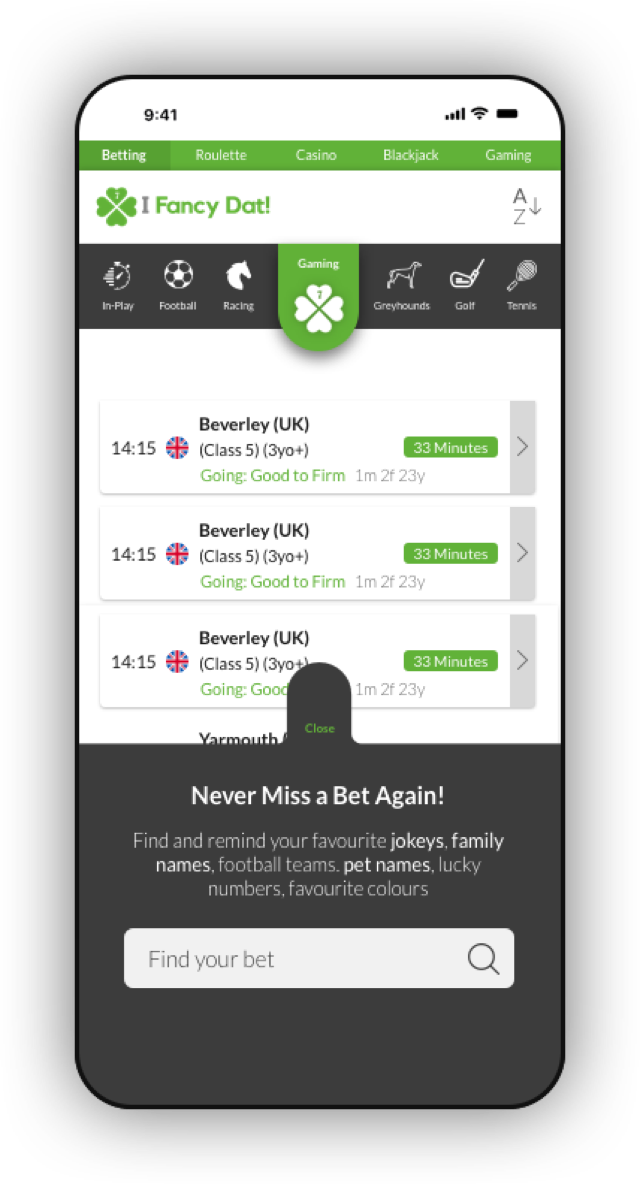 9:41
Betting Roulette Casino Blackjack Gaming
I Fancy Dat!
A
Z
Gaming
7
In-Play Football Racing Greyhounds Golf Tennis
Beverley (UK)
14:15 (Class 5) (3yo+) 33 Minutes
Going: Good to Firm 1m 2f 23y
Beverley (UK)
14:15 (Class 5) (3yo+) 33 Minutes
Going: Good to Firm 1m 2f 23y
Beverley (UK)
14:15 (Class 5) (3yo+) 33 Minutes
Going: Good 1m 2f 23y
Yarmouth
Close
Never Miss a Bet Again!
Find and remind your favourite jokeys, family
names, football teams. pet names, lucky
numbers, favourite colours
Find your bet